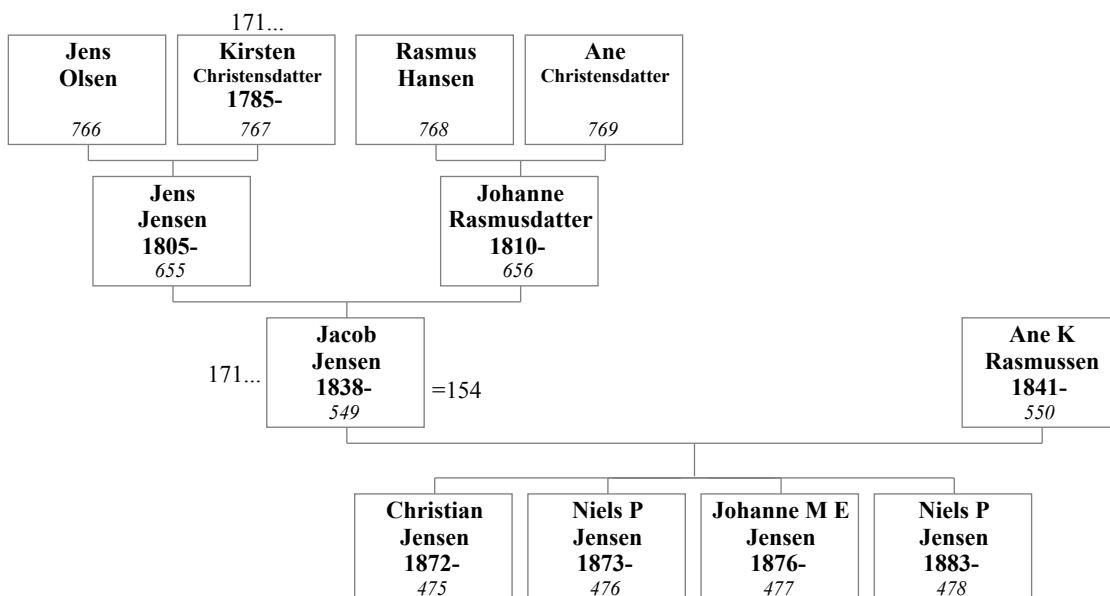 171...
Jens
Olsen
766
Kirsten
Christensdatter
1785-
767
Rasmus
Hansen
768
Ane
Christensdatter
769
Jens
Jensen
1805-
655
Johanne
Rasmusdatter
1810-
656
171...
Jacob
Jensen
1838-
549
=154
Ane K
Rasmussen
1841-
550
Christian
Jensen
1872-
475
Niels P
Jensen
1873-
476
Johanne M E
Jensen
1876-
477
Niels P
Jensen
1883-
478